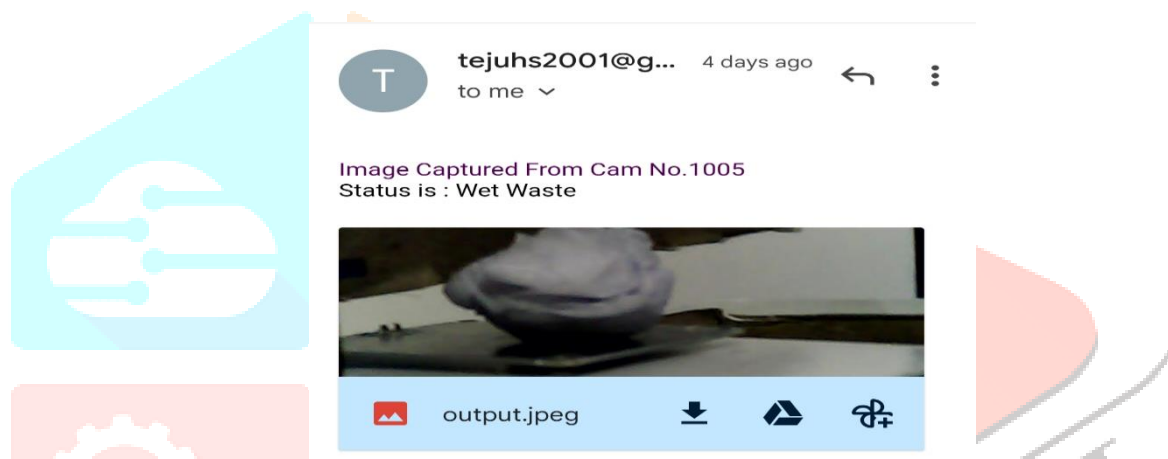 T
tejuhs2001@g... 4 days ago
to me
Image Captured From Cam No.1005
Status is : Wet Waste
output.jpeg